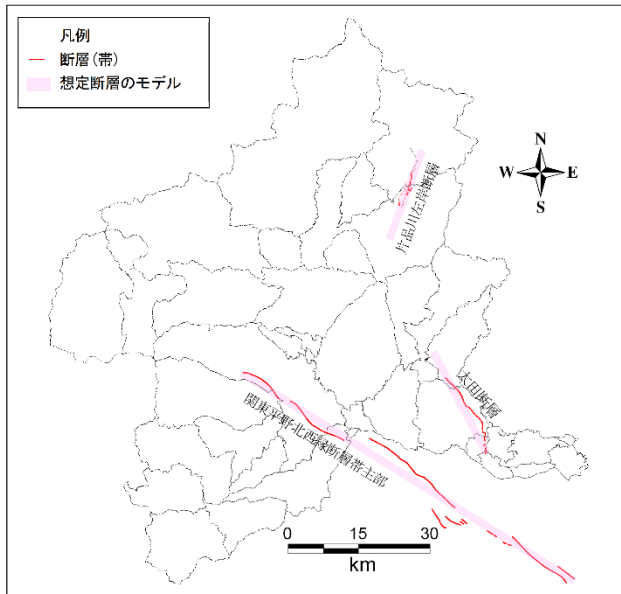 凡例
断層(帯)
想定断層のモデル
N
W
E
S
片品川左岸断層
太田断層
関東平野北西縁断層帯主部
0 15 30
km